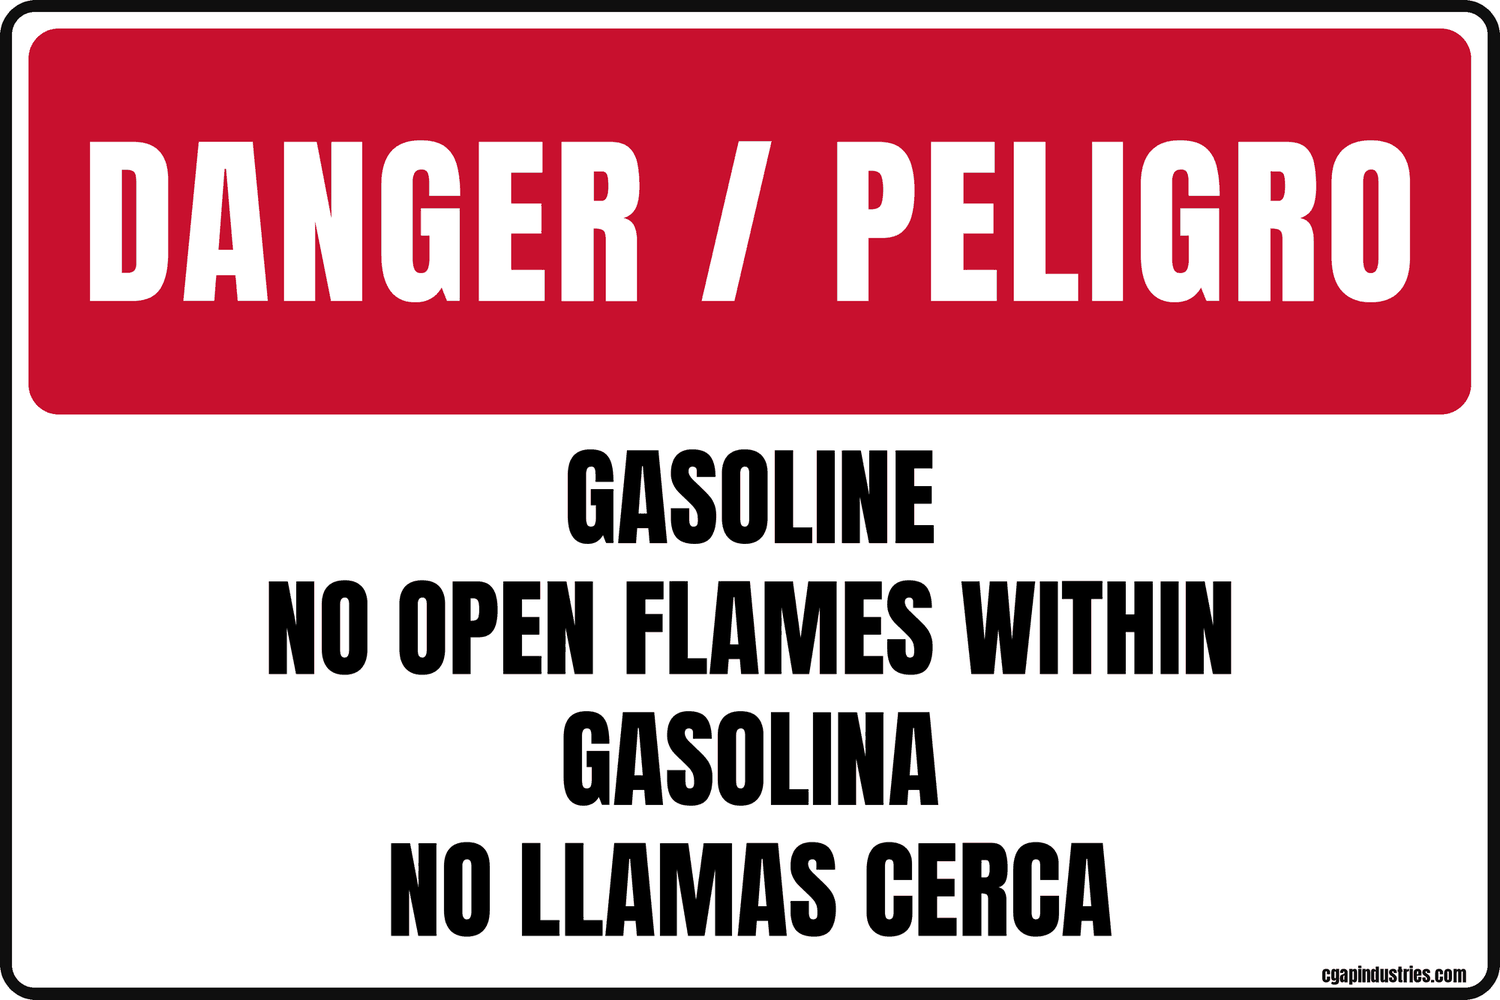 DANGER / PELIGRO
GASOLINE
NO OPEN FLAMES WITHIN
GASOLINA
NO LLAMAS CERCA
cgapindustries.com